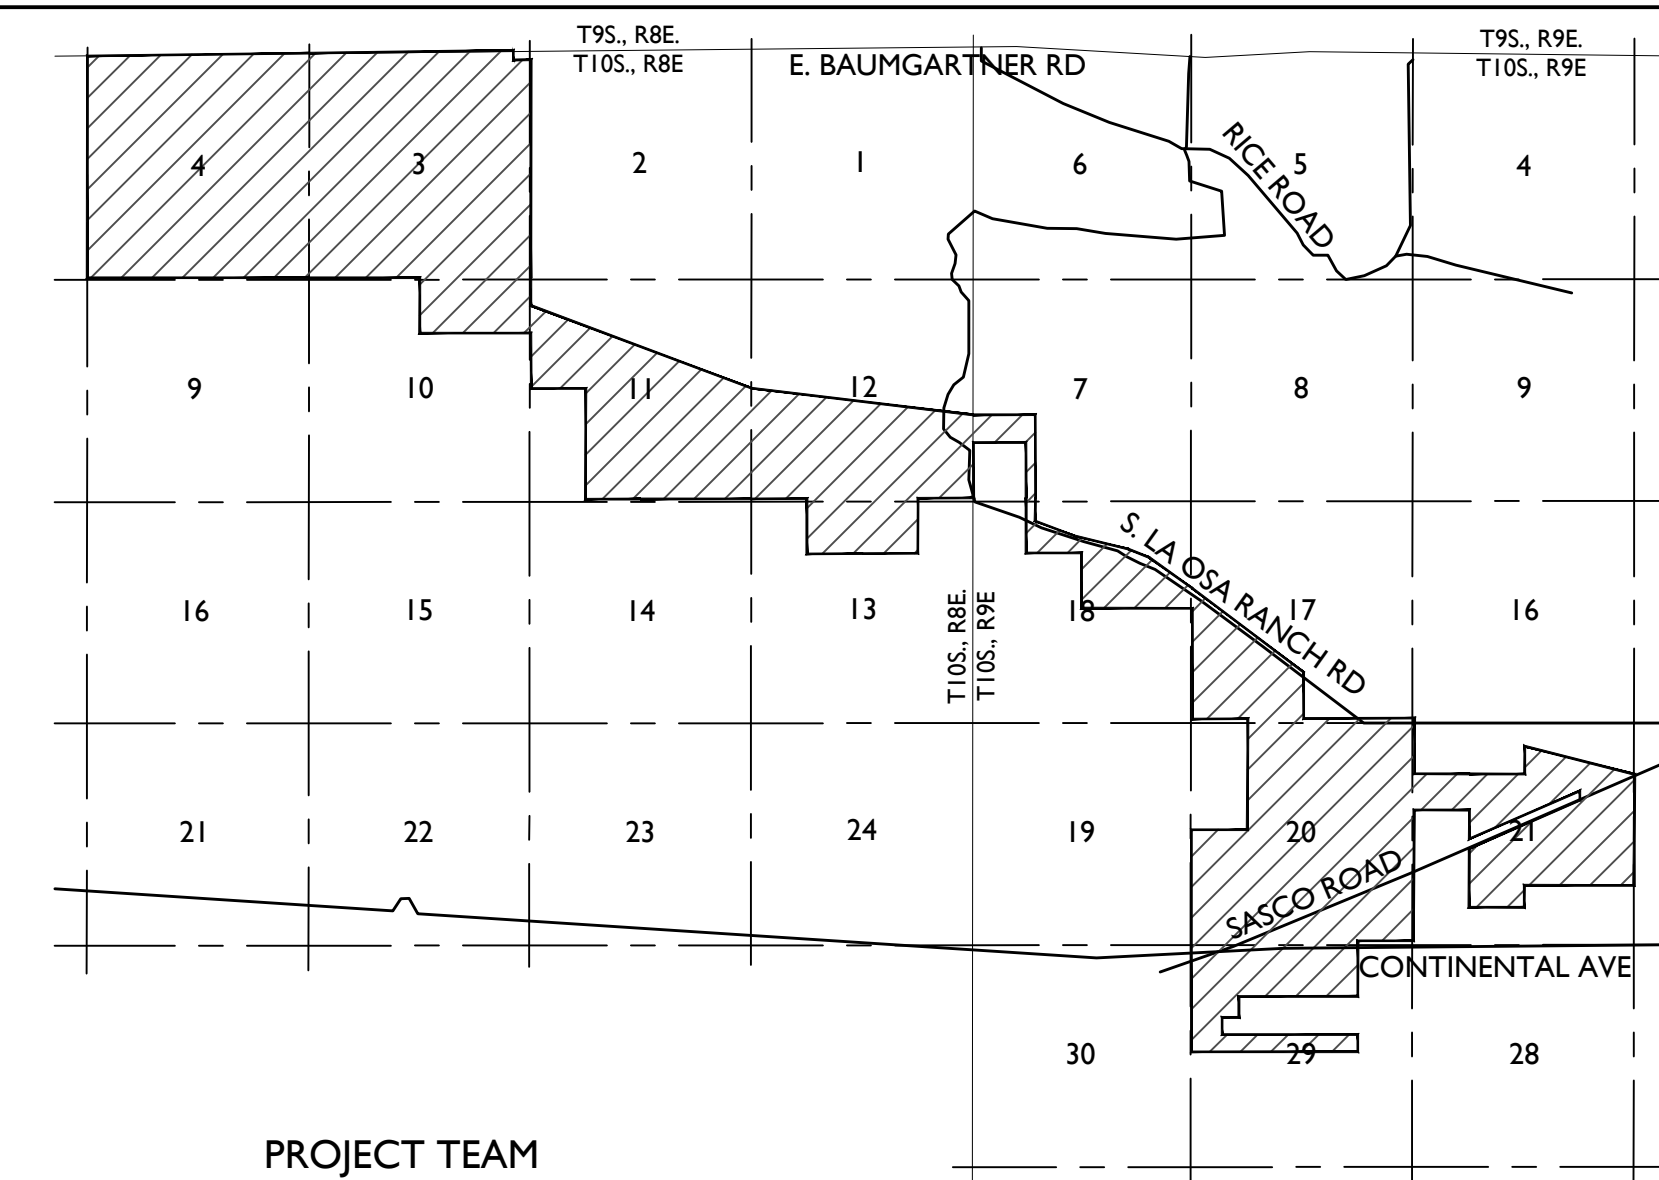 T9S., R8E.
T10S., R8E
E. BAUMGARTNER RD
T9S., R9E.
T10S., R9E
4
3
2
1
6
RICE ROAD
5
4
9
10
11
12
7
8
9
16
15
14
13
T10S., R8E.
T10S., R9E
18
S. LA OSA RANCH RD
17
16
21
22
23
24
19
20
21
SASCO ROAD
CONTINENTAL AVE
30
29
28
PROJECT TEAM